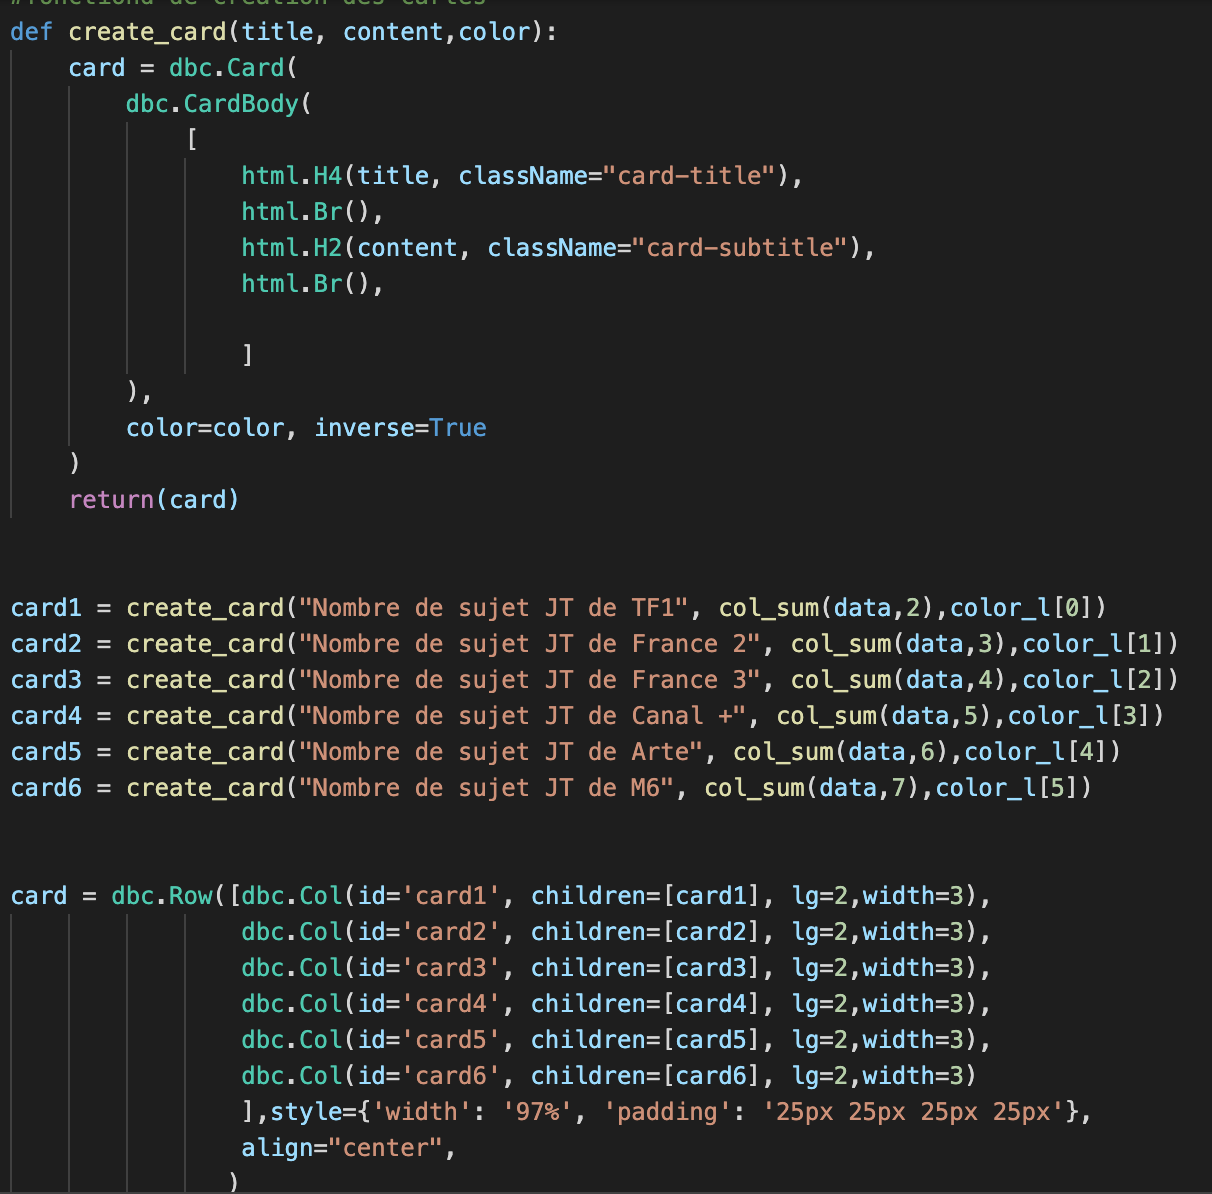 #fonctiond de creation des cartes
def create_card(title, content,color):
    card = dbc.Card(
        dbc.CardBody(
            [
                html.H4(title, className="card-title"),
                html.Br(),
                html.H2(content, className="card-subtitle"),
                html.Br(),

                ]
        ),
        color=color, inverse=True
    )
    return(card)


card1 = create_card("Nombre de sujet JT de TF1", col_sum(data,2),color_l[0])
card2 = create_card("Nombre de sujet JT de France 2", col_sum(data,3),color_l[1])
card3 = create_card("Nombre de sujet JT de France 3", col_sum(data,4),color_l[2])
card4 = create_card("Nombre de sujet JT de Canal +", col_sum(data,5),color_l[3])
card5 = create_card("Nombre de sujet JT de Arte", col_sum(data,6),color_l[4])
card6 = create_card("Nombre de sujet JT de M6", col_sum(data,7),color_l[5])


card = dbc.Row([dbc.Col(id='card1', children=[card1], lg=2,width=3),
                dbc.Col(id='card2', children=[card2], lg=2,width=3),
                dbc.Col(id='card3', children=[card3], lg=2,width=3),
                dbc.Col(id='card4', children=[card4], lg=2,width=3),
                dbc.Col(id='card5', children=[card5], lg=2,width=3),
                dbc.Col(id='card6', children=[card6], lg=2,width=3)
                ],style={'width': '97%', 'padding': '25px 25px 25px 25px'},
                align="center",
               )